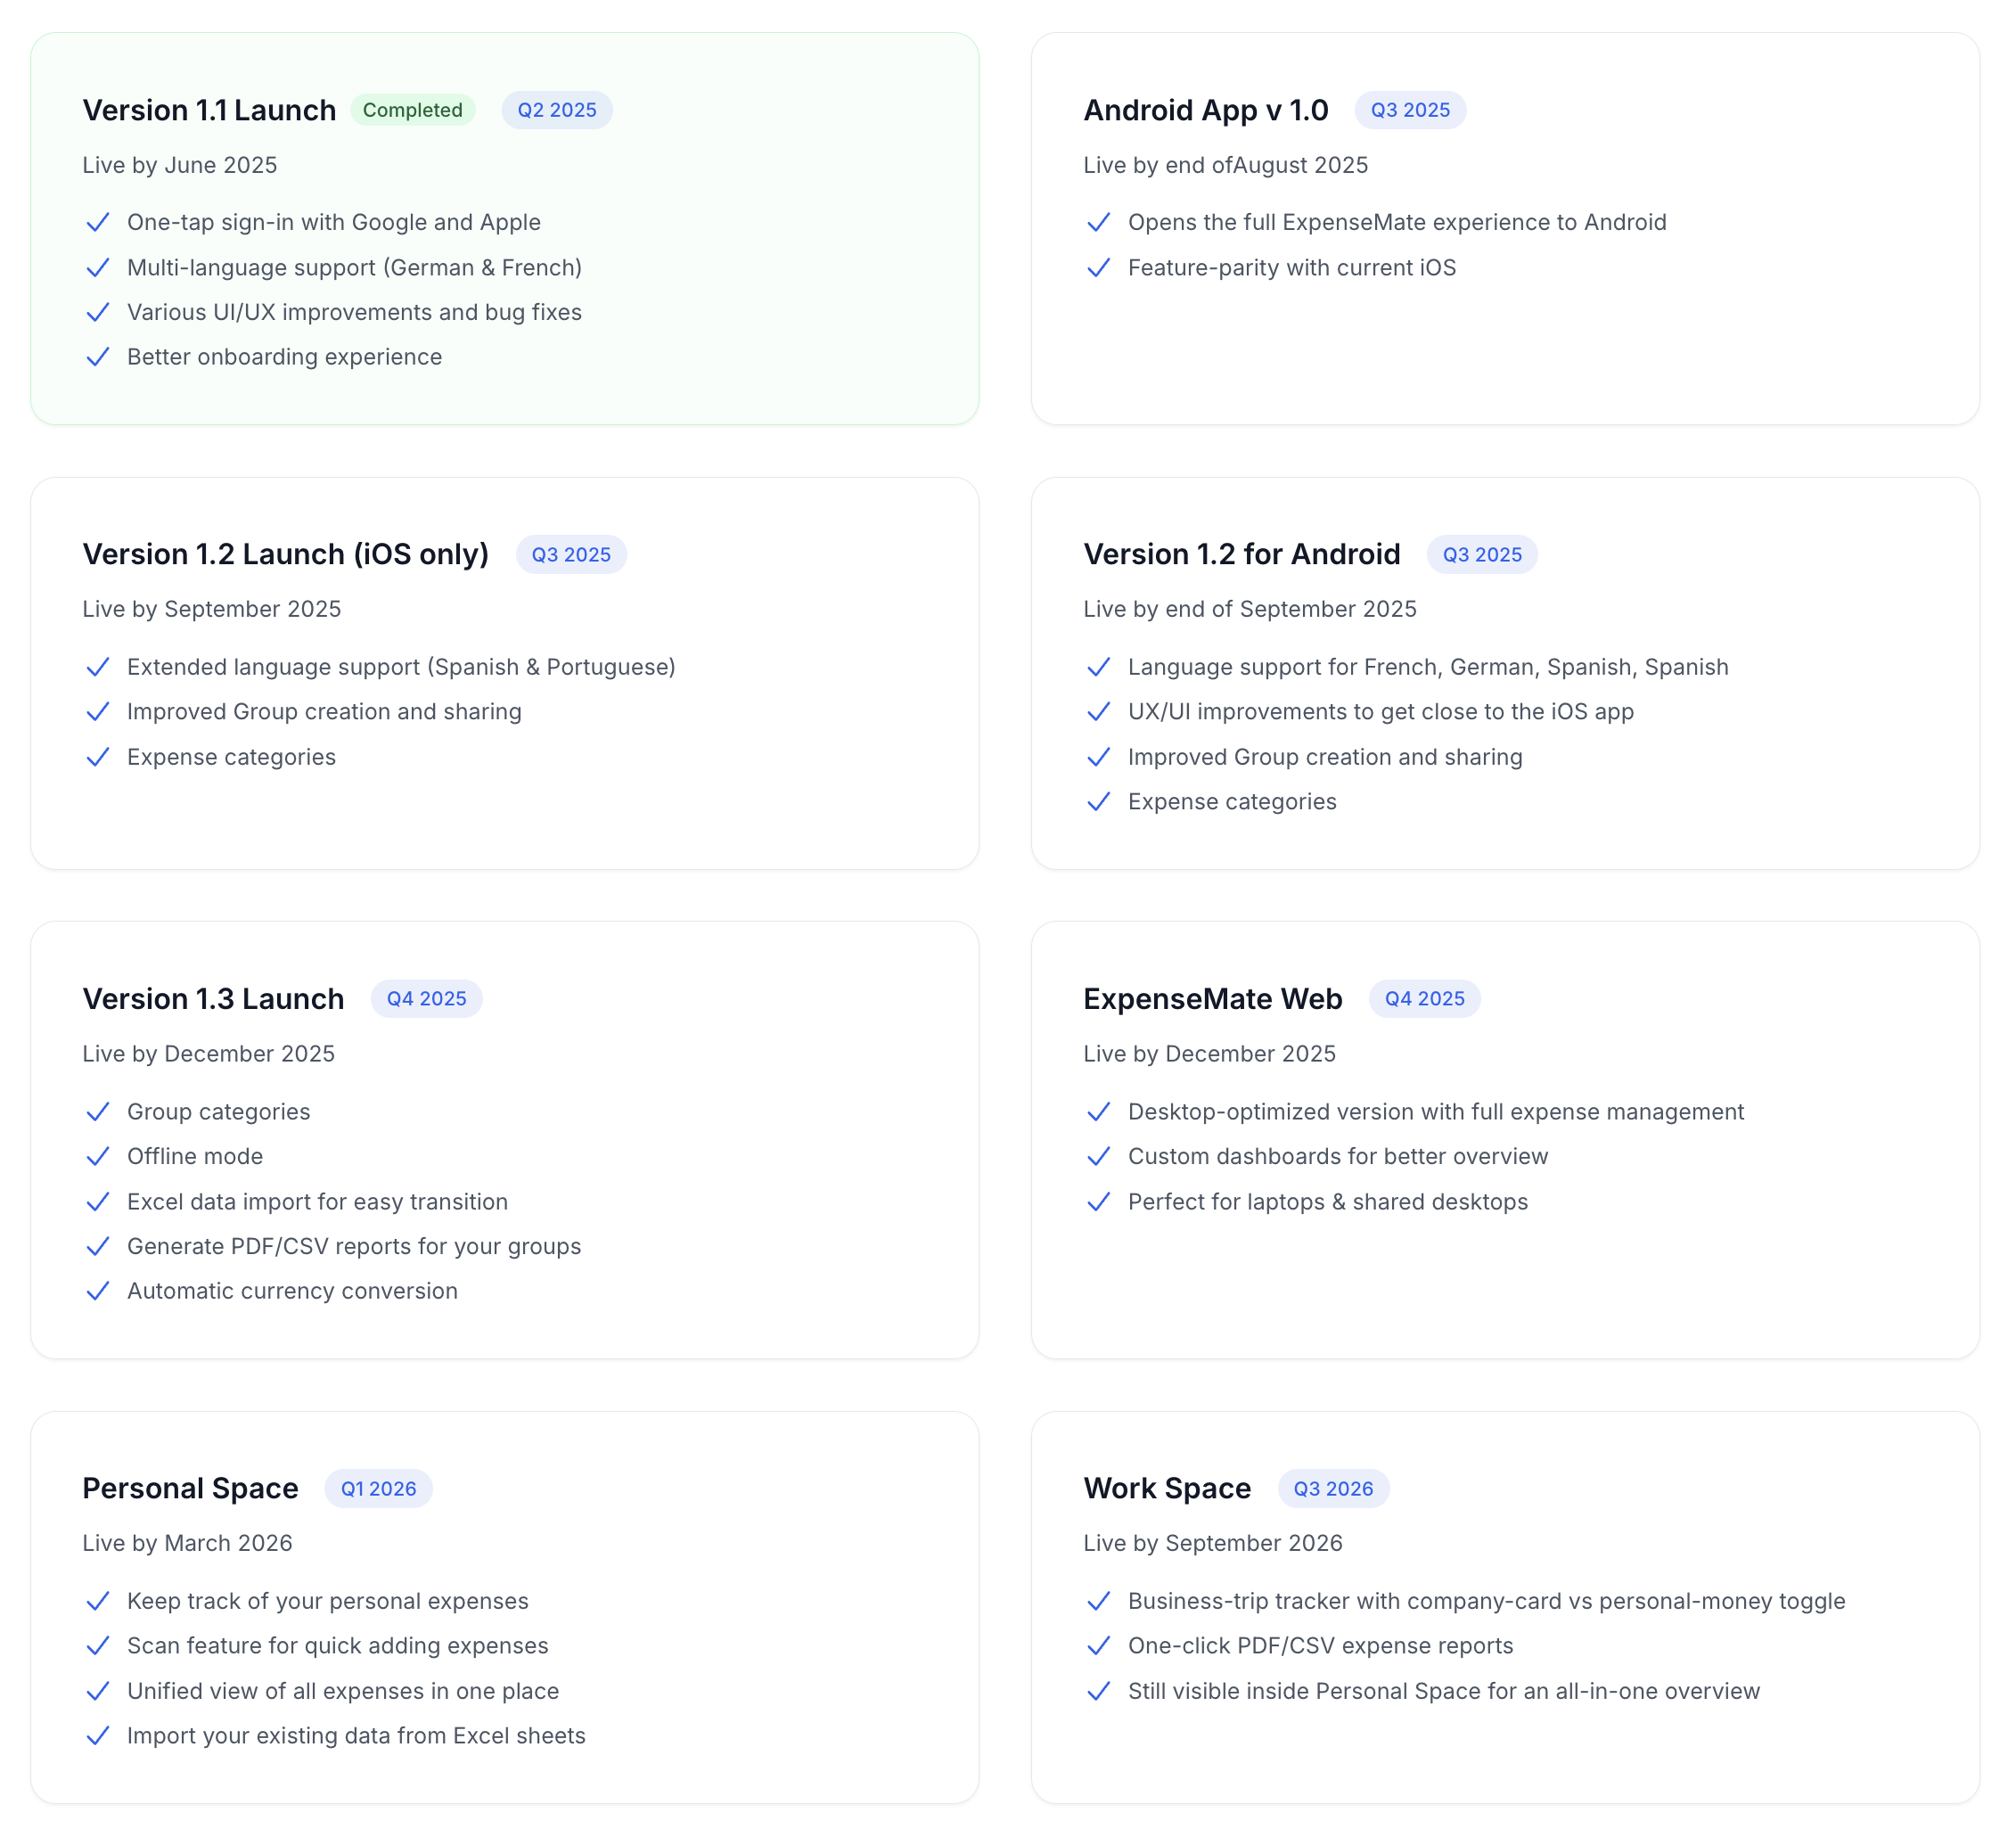 Version 1.1 Launch Completed Q2 2025
Live by June 2025
One-tap sign-in with Google and Apple
Multi-language support (German & French)
Various UI/UX improvements and bug fixes
Better onboarding experience
Android App v 1.0 Q3 2025
Live by end ofAugust 2025
Opens the full ExpenseMate experience to Android
Feature-parity with current iOS
Version 1.2 Launch (iOS only) Q3 2025
Live by September 2025
Extended language support (Spanish & Portuguese)
Improved Group creation and sharing
Expense categories
Version 1.2 for Android Q3 2025
Live by end of September 2025
Language support for French, German, Spanish, Spanish
UX/UI improvements to get close to the iOS app
Improved Group creation and sharing
Expense categories
Version 1.3 Launch Q4 2025
Live by December 2025
Group categories
Offline mode
Excel data import for easy transition
Generate PDF/CSV reports for your groups
Automatic currency conversion
ExpenseMate Web Q4 2025
Live by December 2025
Desktop-optimized version with full expense management
Custom dashboards for better overview
Perfect for laptops & shared desktops
Personal Space Q1 2026
Live by March 2026
Keep track of your personal expenses
Scan feature for quick adding expenses
Unified view of all expenses in one place
Import your existing data from Excel sheets
Work Space Q3 2026
Live by September 2026
Business-trip tracker with company-card vs personal-money toggle
One-click PDF/CSV expense reports
Still visible inside Personal Space for an all-in-one overview